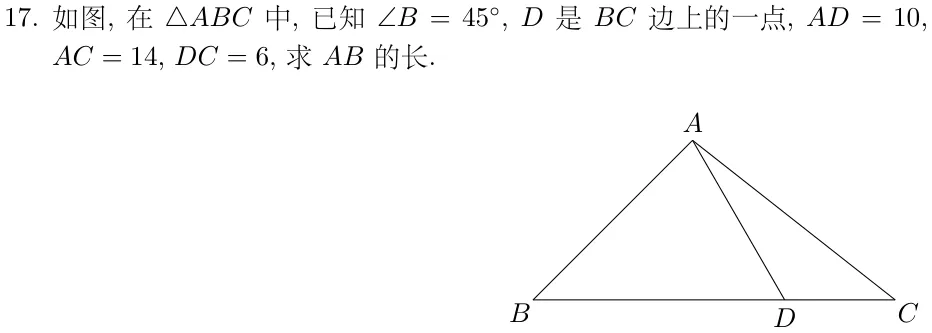 17. 如图, 在 △ABC 中, 已知 ∠B = 45°, D 是 BC 边上的一点, AD = 10,
AC = 14, DC = 6, 求 AB 的长.
A
B
D
C